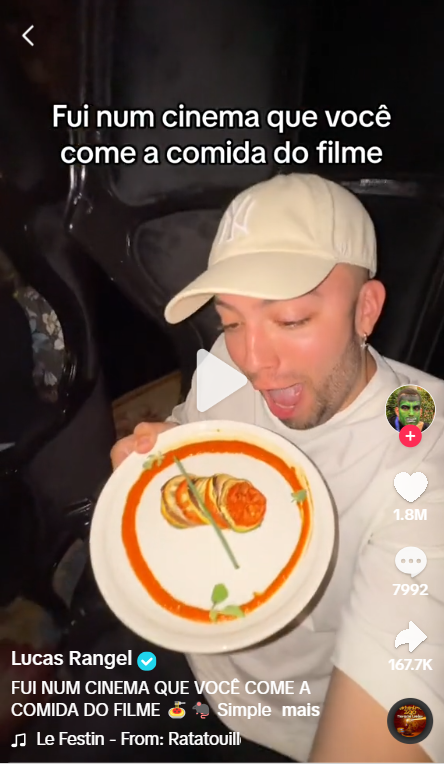 Fui num cinema que você
come a comida do filme
NY
1.8M
7992
167.7K
Lucas Rangel
FUI NUM CINEMA QUE VOCÊ COME A
COMIDA DO FILME 🍝 🐀 Simple mais
Le Festin - From: Ratatouill